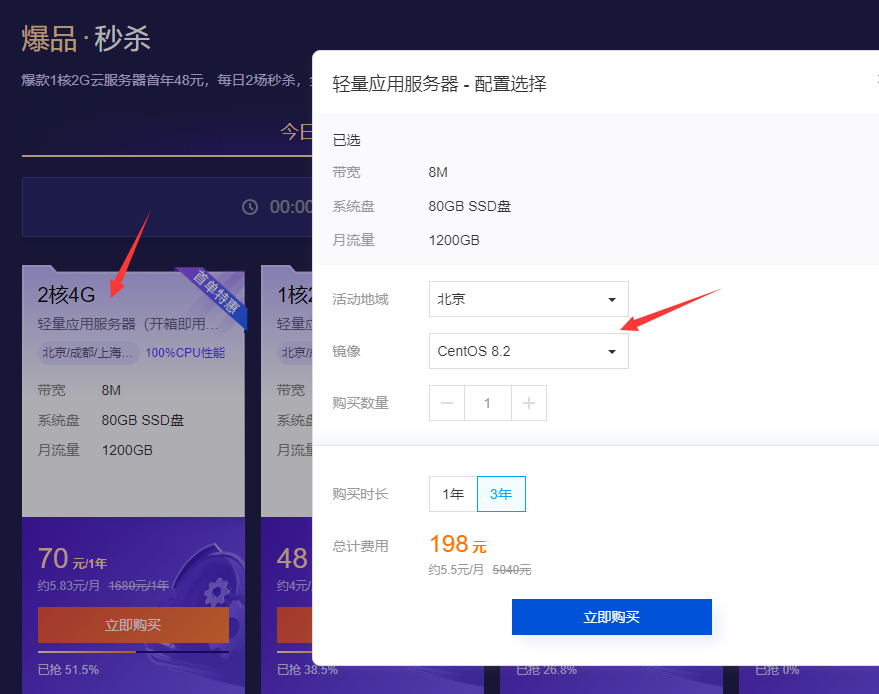 爆品·秒杀
爆款1核2G云服务器首年48元，每日2场秒杀，
今日
00:00
2核4G
首单特惠
轻量应用服务器（开箱即用...
北京/成都/上海... 100%CPU性能
带宽 8M
系统盘 80GB SSD盘
月流量 1200GB
70 元/1年
约5.83元/月 1680元/1年
立即购买
已抢 51.5%
1核2
轻量应
北京/成
带宽
系统盘
月流量
48
约4元/
已抢 38.5%
已抢 26.8%
已抢 0%
轻量应用服务器 - 配置选择
已选
带宽 8M
系统盘 80GB SSD盘
月流量 1200GB
活动地域 北京
镜像 CentOS 8.2
购买数量 1
购买时长 1年 3年
总计费用 198 元
约5.5元/月 5040元
立即购买